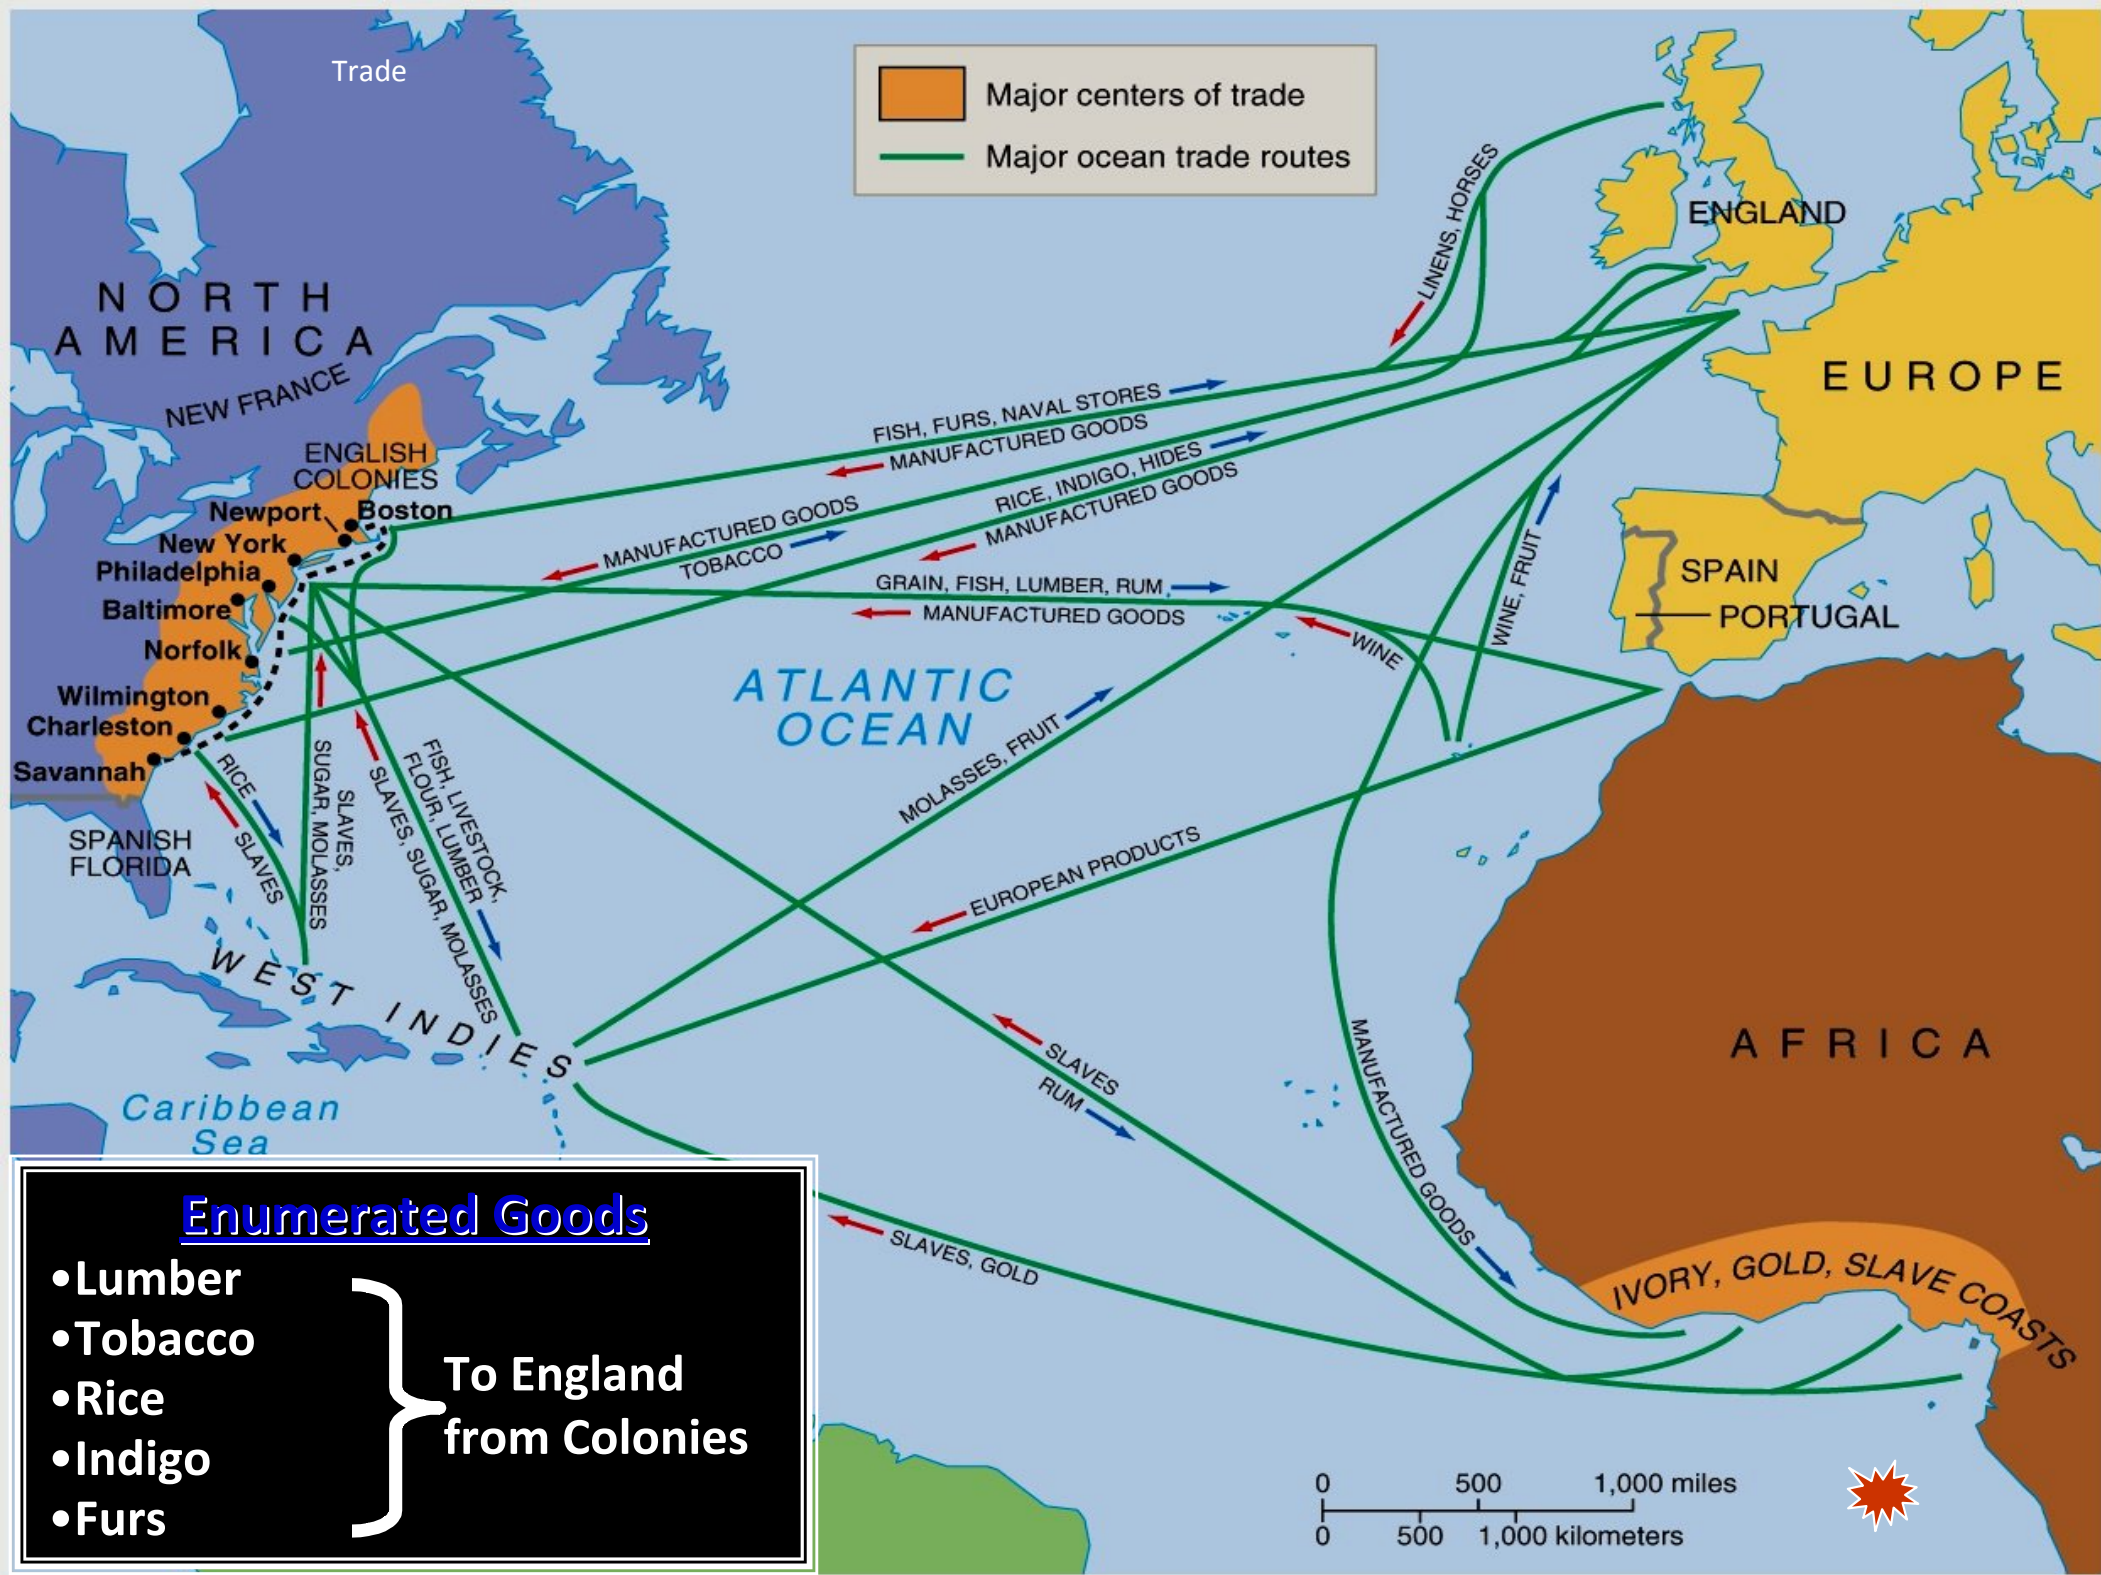 Trade
Major centers of trade
Major ocean trade routes
NORTH
AMERICA
NEW FRANCE
ENGLISH
COLONIES
Boston
Newport
New York
Philadelphia
Baltimore
Norfolk
Wilmington
Charleston
Savannah
SPANISH
FLORIDA
WEST INDIES
Caribbean
Sea
ATLANTIC
OCEAN
ENGLAND
EUROPE
SPAIN
PORTUGAL
AFRICA
IVORY, GOLD, SLAVE COASTS
LINENS, HORSES
FISH, FURS, NAVAL STORES
MANUFACTURED GOODS
RICE, INDIGO, HIDES
MANUFACTURED GOODS
MANUFACTURED GOODS
TOBACCO
GRAIN, FISH, LUMBER, RUM
MANUFACTURED GOODS
WINE
WINE, FRUIT
MOLASSES, FRUIT
EUROPEAN PRODUCTS
RICE
SLAVES
SLAVES,
SUGAR, MOLASSES
FISH, LIVESTOCK,
FLOUR, LUMBER
SLAVES, SUGAR, MOLASSES
SLAVES
RUM
MANUFACTURED GOODS
SLAVES, GOLD
Enumerated Goods
•Lumber
•Tobacco
•Rice
•Indigo
•Furs
To England
from Colonies
0 500 1,000 miles
0 500 1,000 kilometers